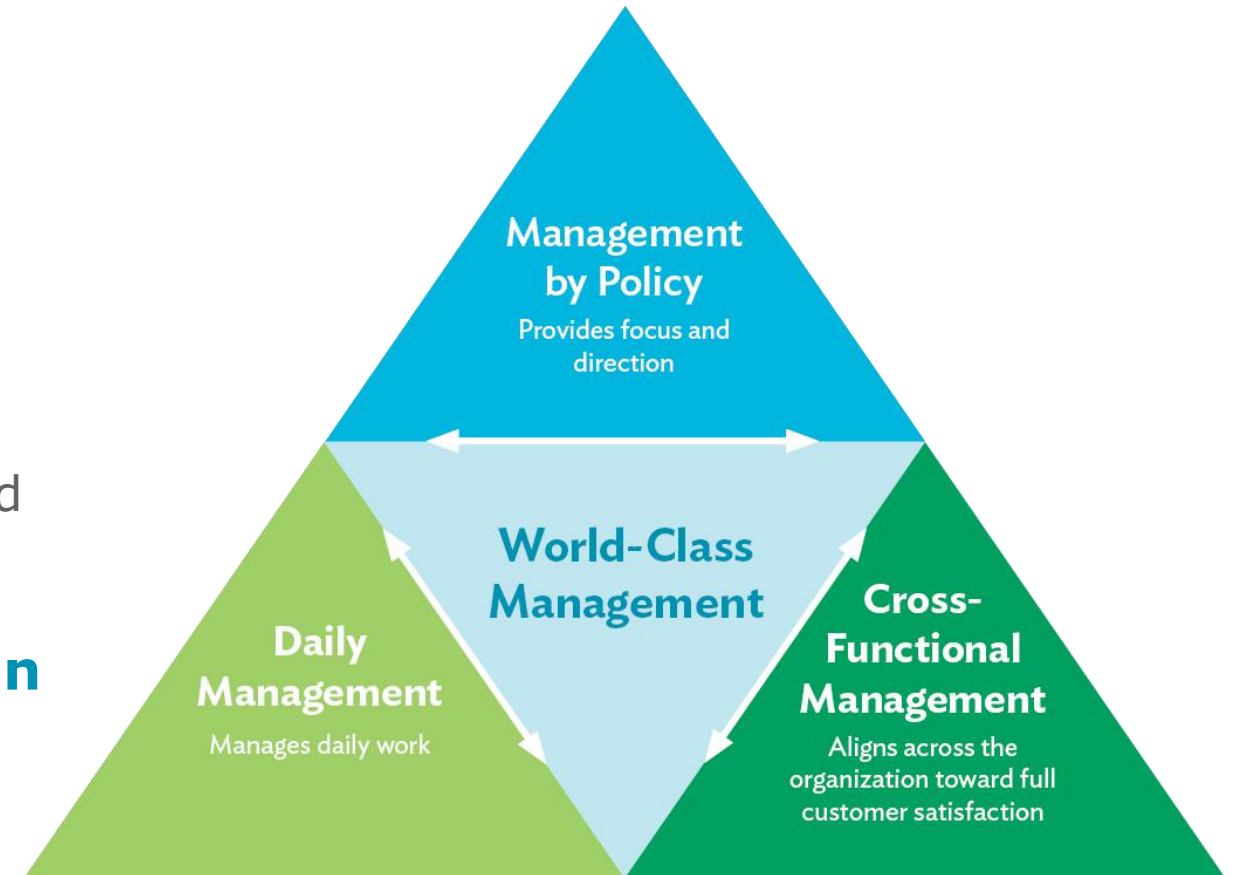 Management
by Policy
Provides focus and
direction
d
World-Class
Management
n
Daily
Management
Manages daily work
Cross-
Functional
Management
Aligns across the
organization toward full
customer satisfaction